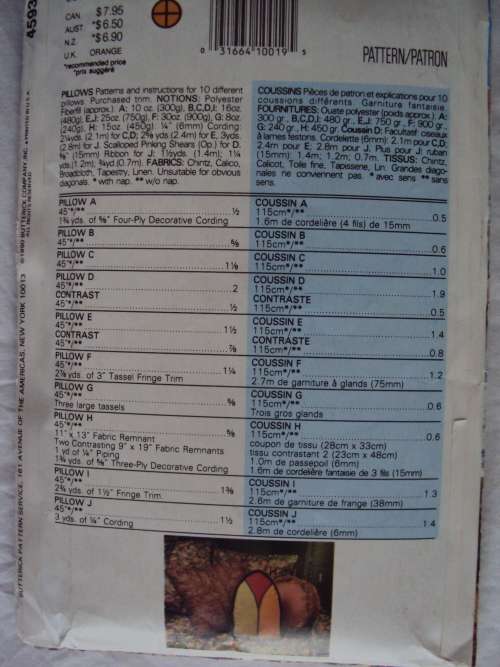 4593
CAN. $7.95
AUST *$6.50
N.Z. *$6.90
U.K. ORANGE
*recommended price
*prix suggéré
0 31664 10019 5
PATTERN/PATRON
BUTTERICK PATTERN SERVICE, 161 AVENUE OF THE AMERICAS, NEW YORK 10013 ©1990 BUTTERICK COMPANY, INC. PRINTED IN U.S.A.
ALL RIGHTS RESERVED
PILLOWS Patterns and instructions for 10 different
pillows. Purchased trim. NOTIONS: Polyester
Fiberfill (approx.) A: 10 oz. (300g). B,C,D,I: 16oz.
(480g). E,J: 25oz. (750g). F: 30oz. (900g). G: 8oz.
(240g). H: 15oz. (450g). ¼" (6mm) Cording:
2¼yds. (2.1m) for C,D; 2⅝ yds (2.4m) for E, 3yds.
(2.8m) for J. Scalloped Pinking Shears (Op.) for D.
⅝" (15mm) Ribbon for J: 1½yds. (1.4m); 1¼
yds.(1.2m), ¾yd.(0.7m). FABRICS: Chintz, Calico,
Broadcloth, Tapestry, Linen. Unsuitable for obvious
diagonals. * with nap. ** w/o nap.
COUSSINS Pièces de patron et explications pour 10
coussins différents. Garniture fantaisie.
FOURNITURES: Ouate polyester (poids approx.): A:
300 gr., B,C,D,I: 480 gr., E,J: 750 gr., F: 900 gr.,
G: 240 gr., H: 450 gr. Coussin D: Facultatif: ciseaux
à lames festons. Cordelette (6mm): 2.1m pour C,D;
2.4m pour E; 2.8m pour J. Plus pour J: ruban
(15mm): 1.4m; 1.2m; 0.7m. TISSUS: Chintz,
Calicot, Toile fine, Tapisserie, Lin. Grandes diago-
nales ne conviennent pas. * avec sens ** sans
sens.
PILLOW A
45"*/** ½
1¾ yds. of ⅝" Four-Ply Decorative Cording
PILLOW B
45"*/** ⅝
PILLOW C
45"*/** 1⅛
PILLOW D
45"*/** 2
CONTRAST
45"*/** ½
PILLOW E
45"*/** 1½
CONTRAST
45"*/** ⅞
PILLOW F
45"*/** 1¼
2⅞ yds. of 3" Tassel Fringe Trim
PILLOW G
45"*/** ⅝
Three large tassels
PILLOW H
45"*/** ⅝
11" x 13" Fabric Remnant
Two Contrasting 9" x 19" Fabric Remnants
1 yd of ¼" Piping
1¾ yds of ⅝" Three-Ply Decorative Cording
PILLOW I
45"*/** 1⅜
2¾ yds. of 1½" Fringe Trim
PILLOW J
45"*/** 1½
3 yds. of ¼" Cording
COUSSIN A
115cm*/** 0.5
1.6m de cordelière (4 fils) de 15mm
COUSSIN B
115cm*/** 0.6
COUSSIN C
115cm*/** 1.0
COUSSIN D
115cm*/** 1.9
CONTRASTE
115cm*/** 0.5
COUSSIN E
115cm*/** 1.4
CONTRASTE
115cm*/** 0.8
COUSSIN F
115cm*/** 1.2
2.7m de garniture à glands (75mm)
COUSSIN G
115cm*/** 0.6
Trois gros glands
COUSSIN H
115cm*/** 0.6
coupon de tissu (28cm x 33cm)
tissu contrastant 2 (23cm x 48cm)
1.0m de passepoil (6mm)
1.6m de cordelière fantaisie de 3 fils (15mm)
COUSSIN I
115cm*/** 1.3
2.6m de garniture de frange (38mm)
COUSSIN J
115cm*/** 1.4
2.8m de cordelière (6mm)